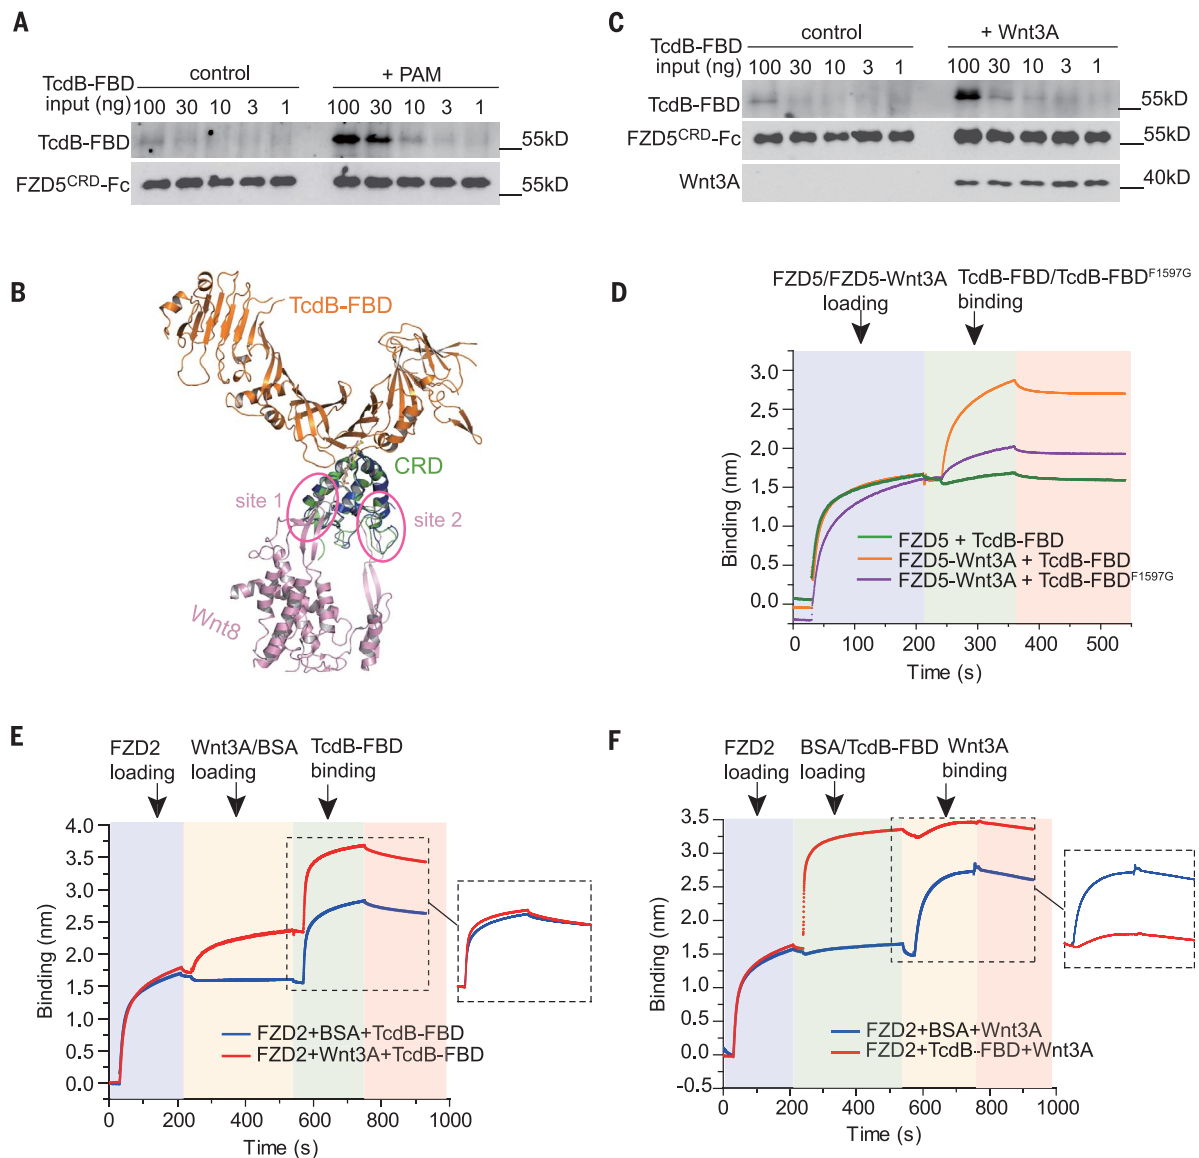 A
TcdB-FBD
input (ng)
control
+ PAM
100 30 10 3 1
100 30 10 3 1
TcdB-FBD
55kD
FZD5CRD-Fc
55kD
C
TcdB-FBD
input (ng)
control
+ Wnt3A
100 30 10 3 1
100 30 10 3 1
TcdB-FBD
55kD
FZD5CRD-Fc
55kD
Wnt3A
40kD
B
TcdB-FBD
CRD
site 1
site 2
Wnt8
D
FZD5/FZD5-Wnt3A
loading
TcdB-FBD/TcdB-FBDF1597G
binding
Binding (nm)
3.0
2.5
2.0
1.5
1.0
0.5
0.0
FZD5 + TcdB-FBD
FZD5-Wnt3A + TcdB-FBD
FZD5-Wnt3A + TcdB-FBDF1597G
0 100 200 300 400 500
Time (s)
E
FZD2
loading
Wnt3A/BSA
loading
TcdB-FBD
binding
Binding (nm)
4.0
3.5
3.0
2.5
2.0
1.5
1.0
0.5
0.0
FZD2+BSA+TcdB-FBD
FZD2+Wnt3A+TcdB-FBD
0 200 400 600 800 1000
Time (s)
F
FZD2
loading
BSA/TcdB-FBD
loading
Wnt3A
binding
Binding (nm)
3.5
3.0
2.5
2.0
1.5
1.0
0.5
0.0
-0.5
FZD2+BSA+Wnt3A
FZD2+TcdB-FBD+Wnt3A
0 200 400 600 800 1000
Time (s)